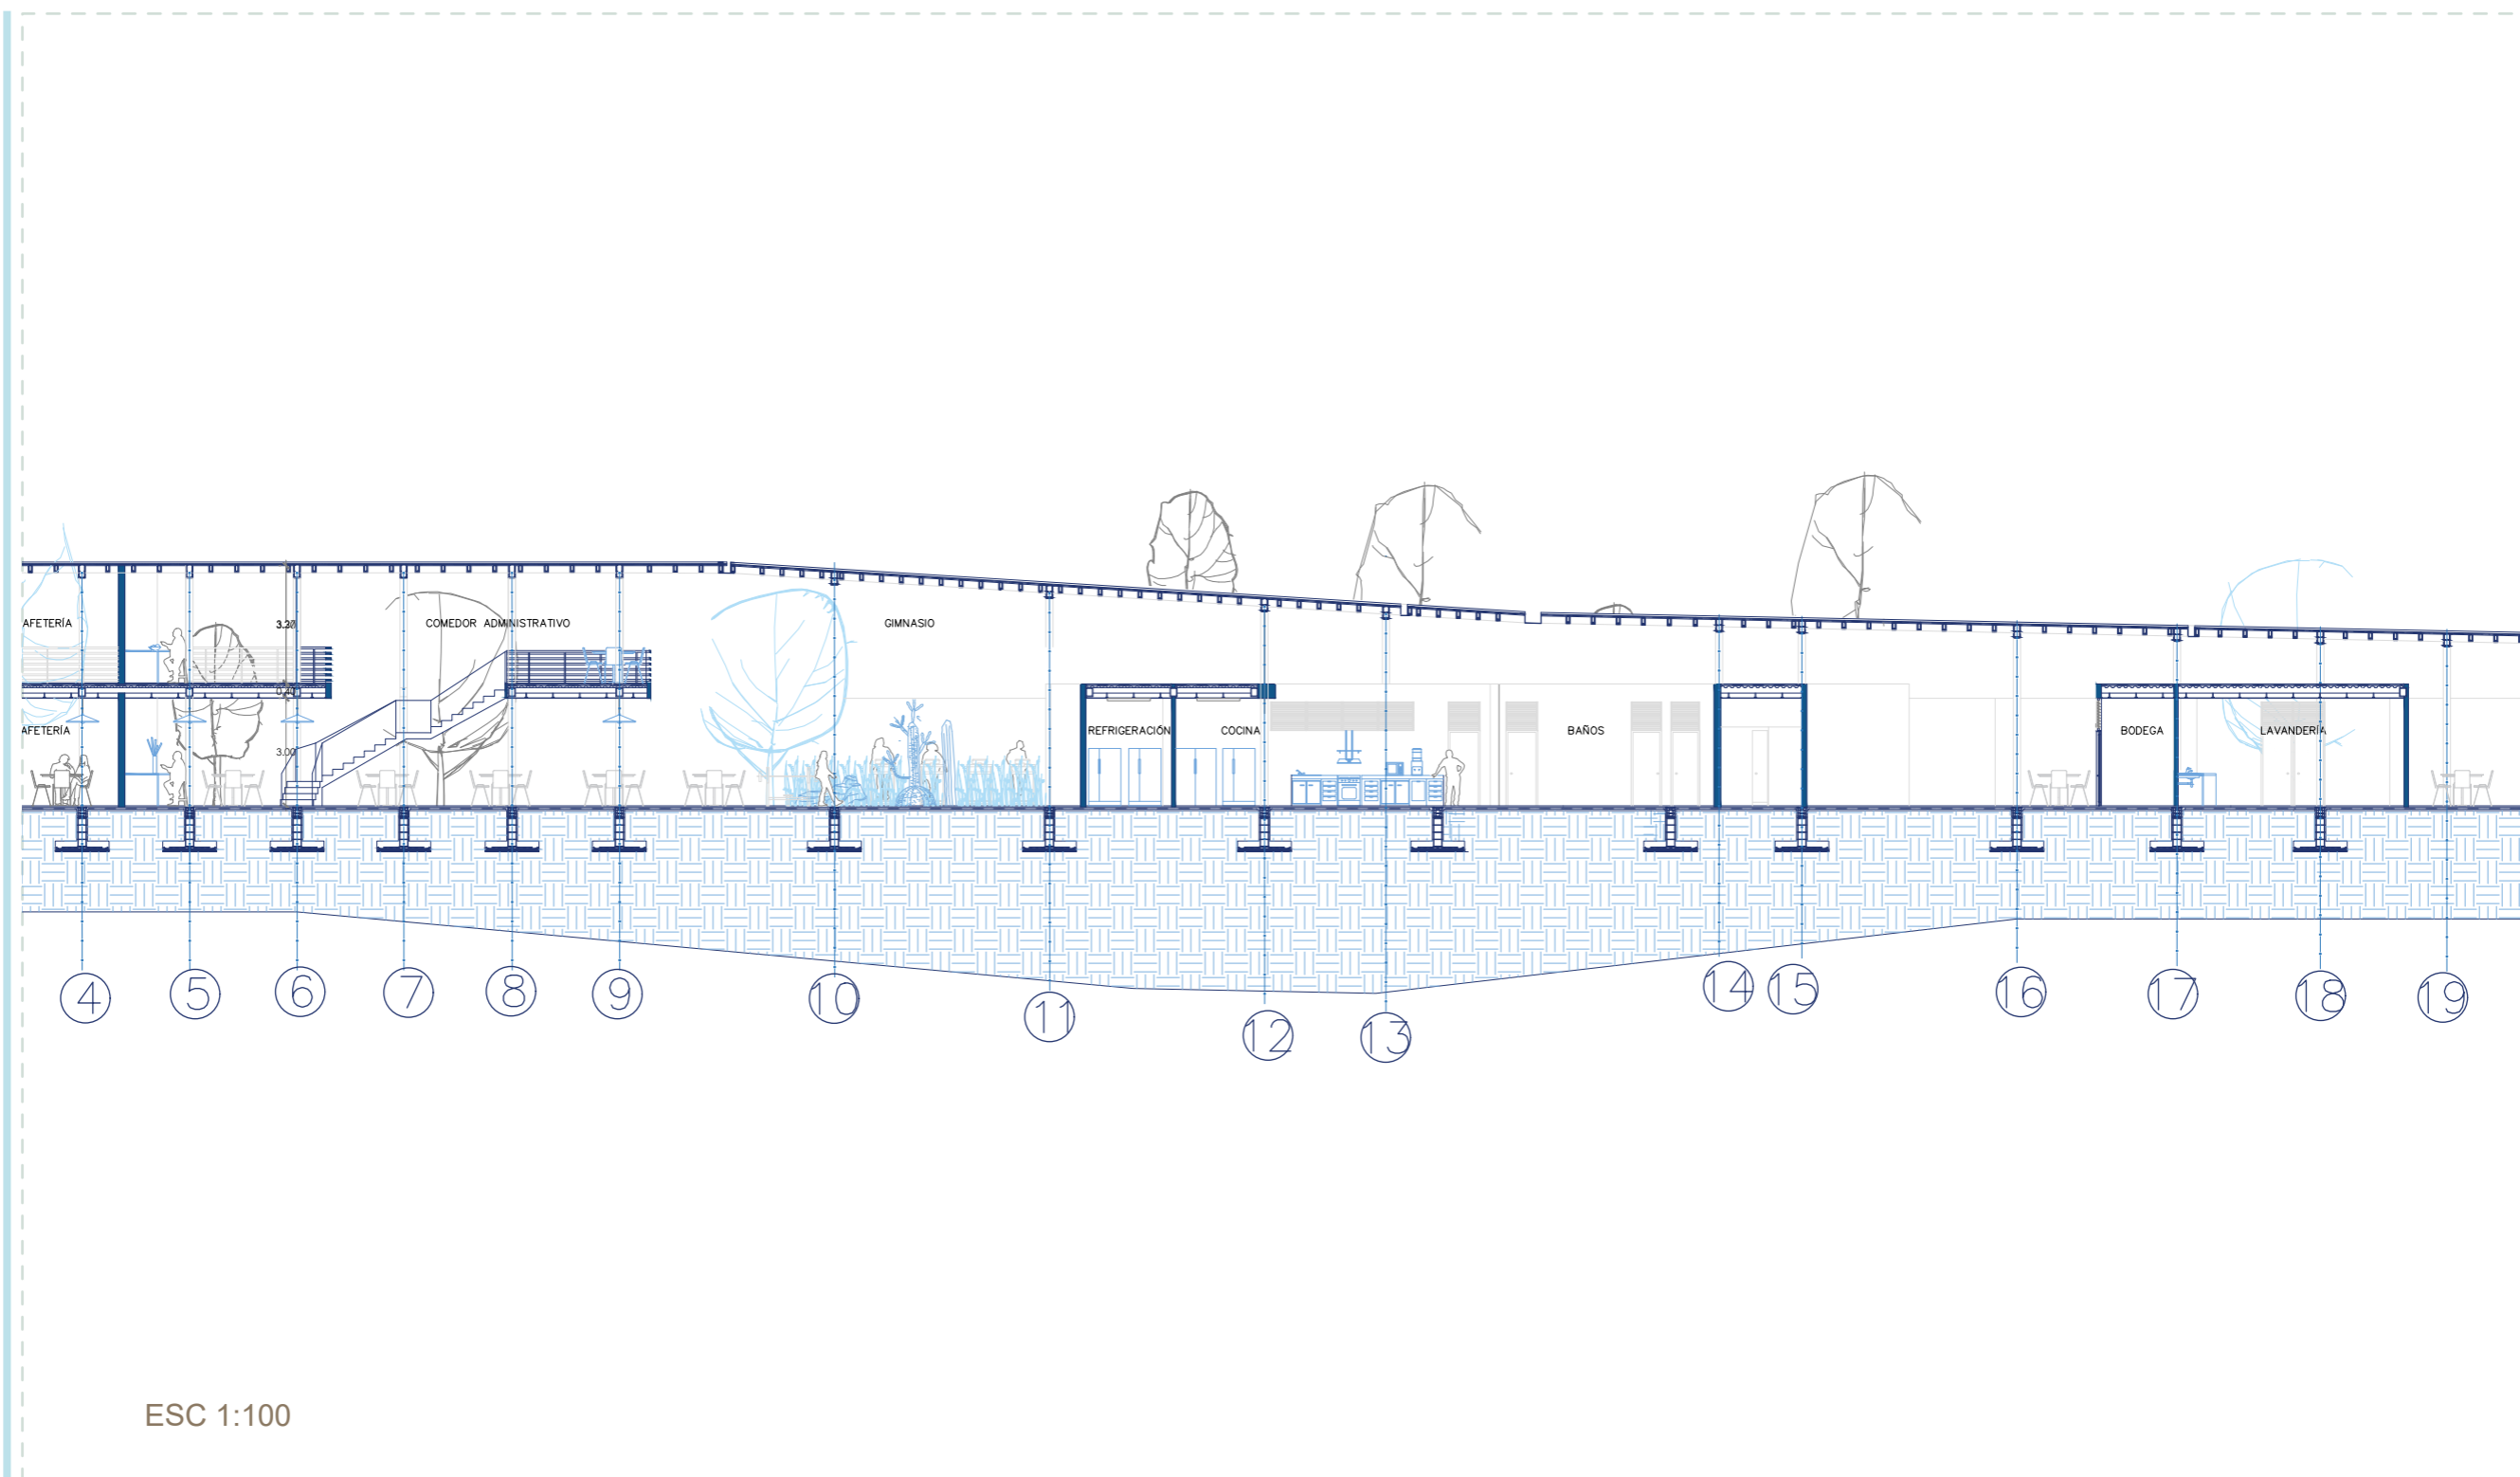 AFETERÍA
3.20
COMEDOR ADMINISTRATIVO
GIMNASIO
0.40
AFETERÍA
3.00
REFRIGERACIÓN
COCINA
BAÑOS
BODEGA
LAVANDERÍA
4 5 6 7 8 9 10 11 12 13 14 15 16 17 18 19
ESC 1:100